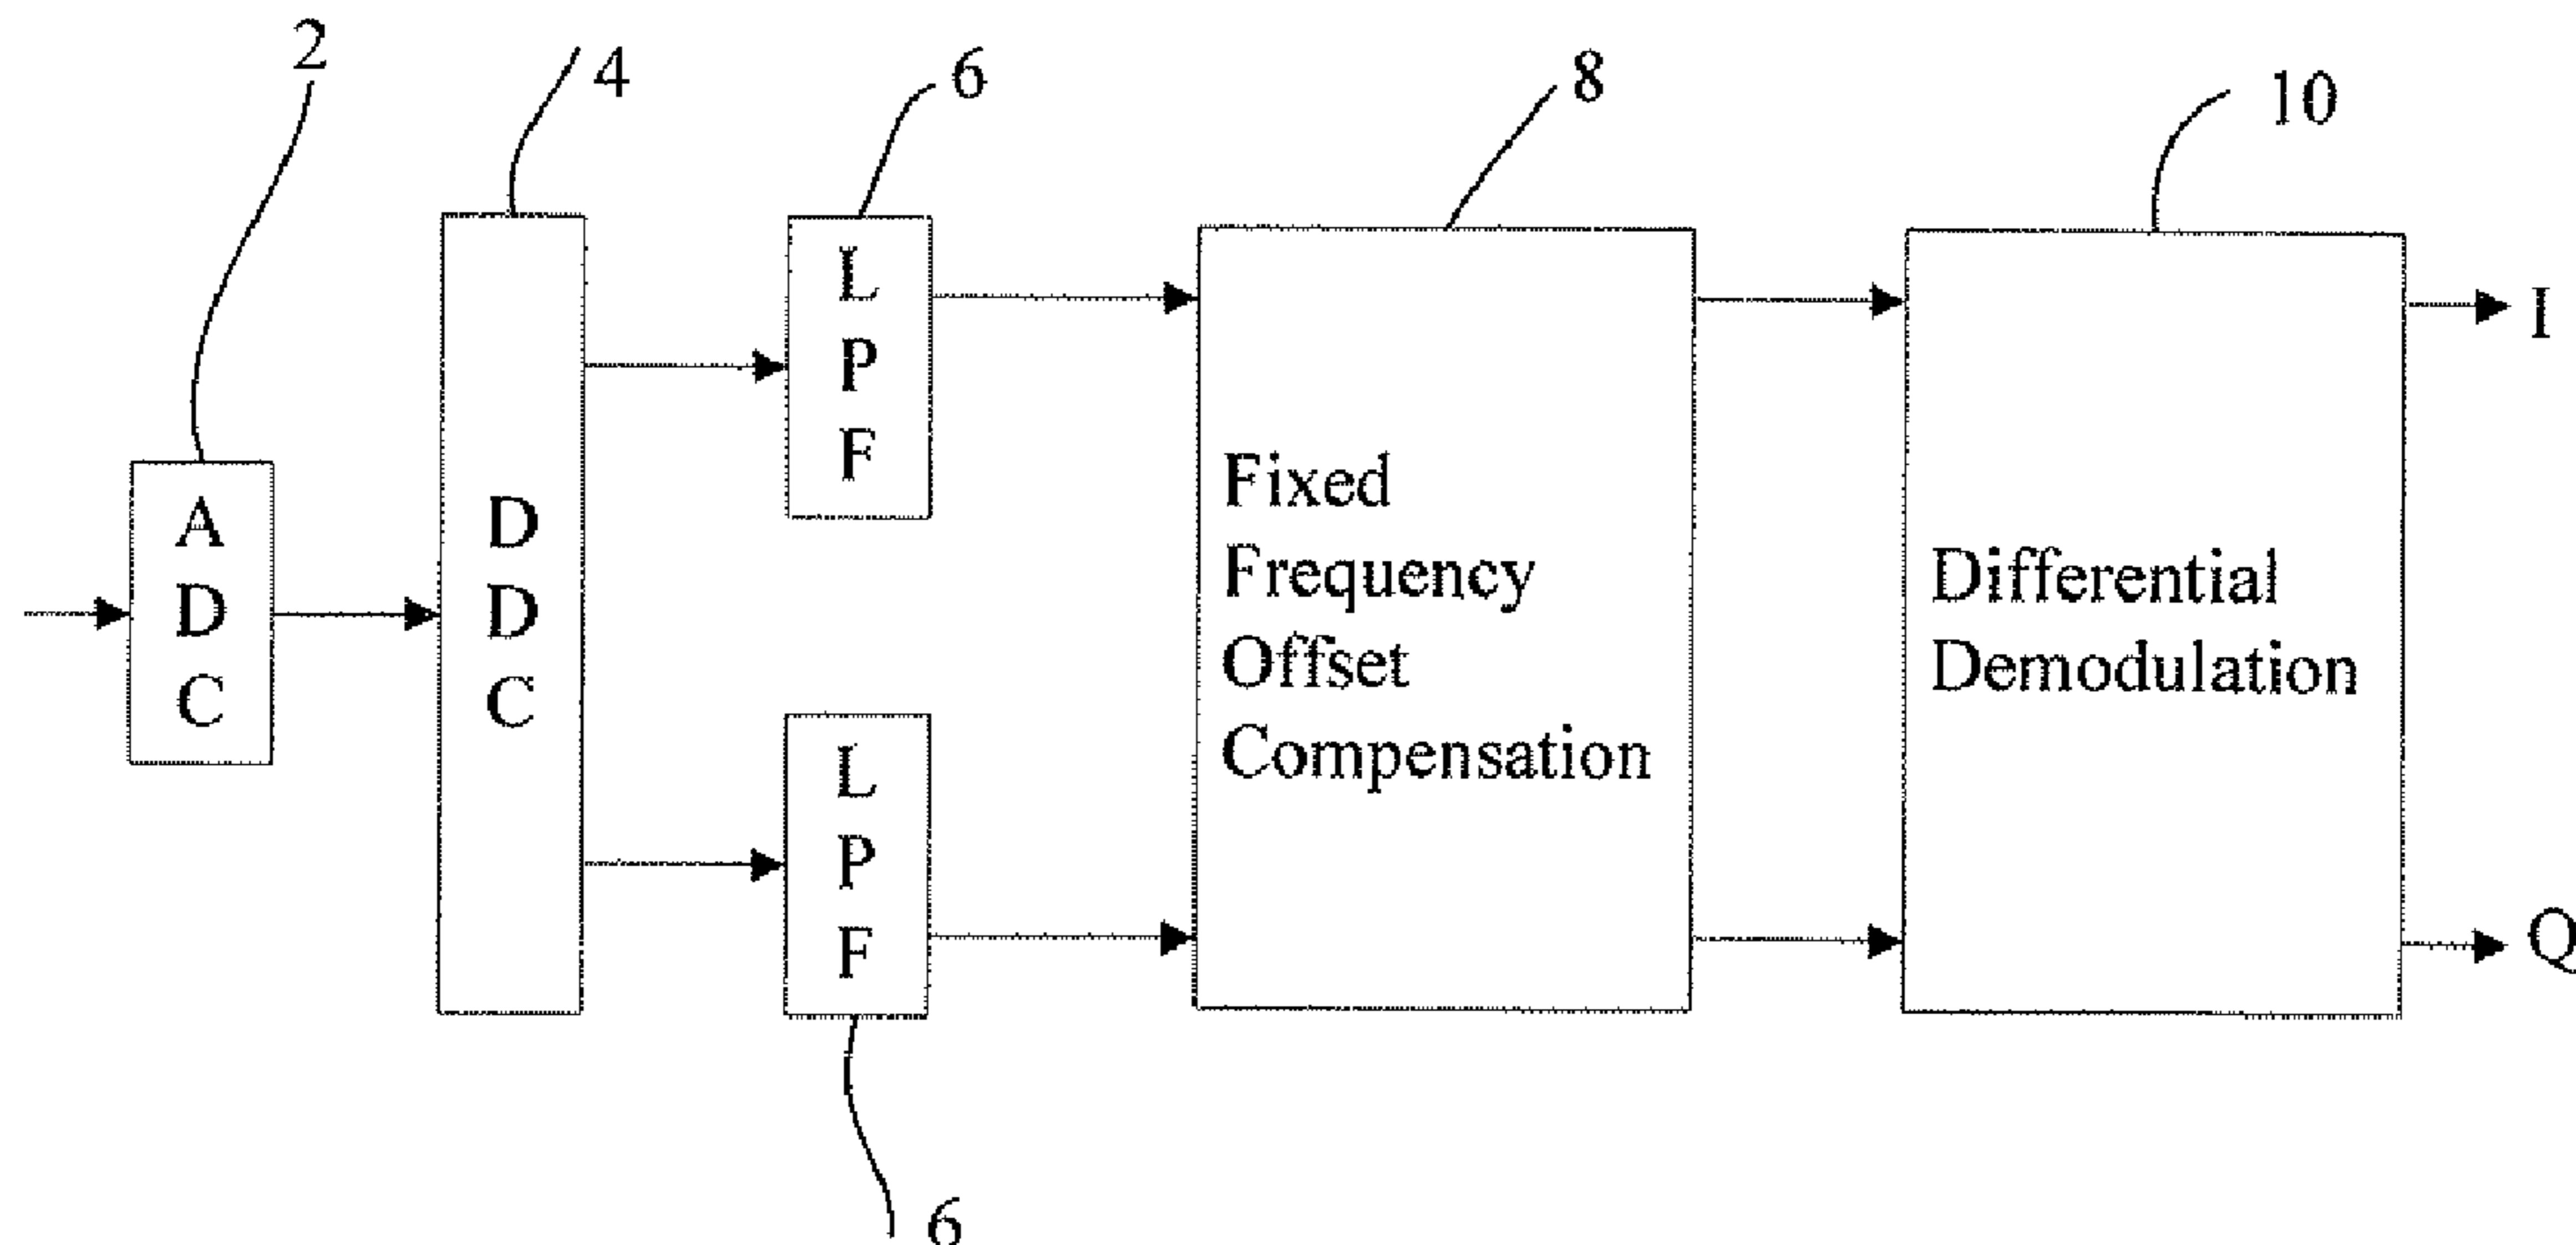 2
4
6
8
10
A
D
C
D
D
C
L
P
F
L
P
F
6
Fixed
Frequency
Offset
Compensation
Differential
Demodulation
I
Q